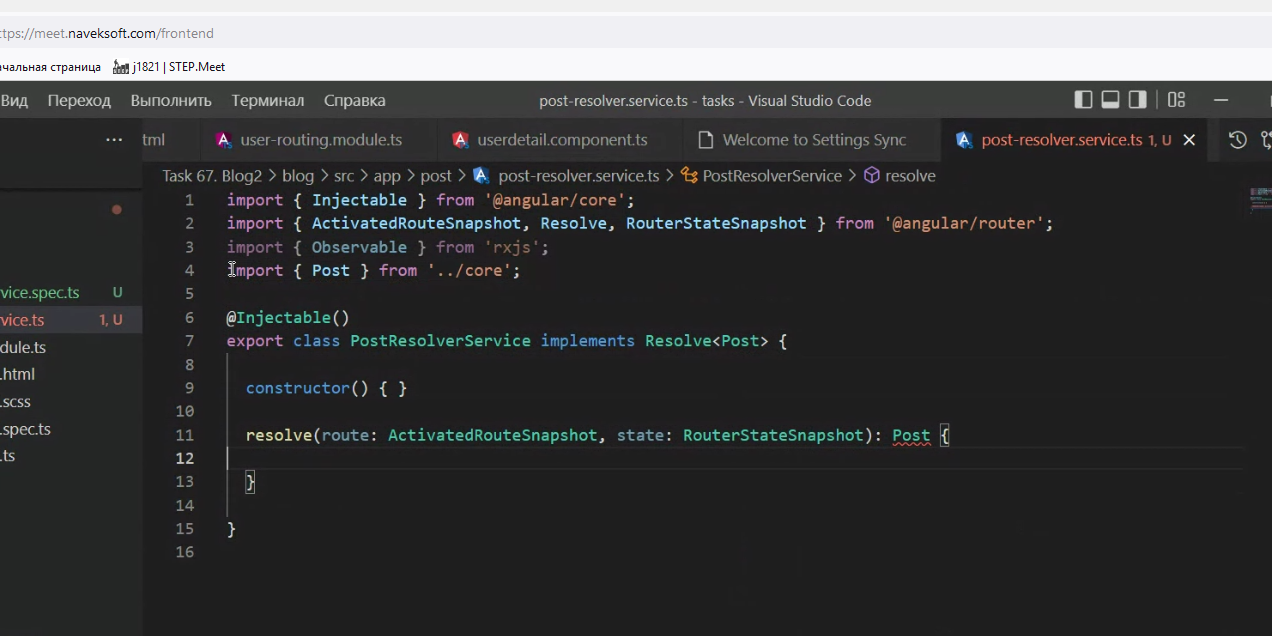 ttps://meet.naveksoft.com/frontend
чальная страница j1821 | STEP.Meet
Вид Переход Выполнить Терминал Справка post-resolver.service.ts - tasks - Visual Studio Code
··· tml user-routing.module.ts userdetail.component.ts Welcome to Settings Sync post-resolver.service.ts 1, U
Task 67. Blog2 > blog > src > app > post > post-resolver.service.ts > PostResolverService > resolve
1 import { Injectable } from '@angular/core';
2 import { ActivatedRouteSnapshot, Resolve, RouterStateSnapshot } from '@angular/router';
3 import { Observable } from 'rxjs';
4 import { Post } from '../core';
5
6 @Injectable()
7 export class PostResolverService implements Resolve<Post> {
8
9 constructor() { }
10
11 resolve(route: ActivatedRouteSnapshot, state: RouterStateSnapshot): Post {
12
13 }
14
15 }
16
vice.spec.ts U
vice.ts 1, U
dule.ts
.html
.scss
.spec.ts
.ts